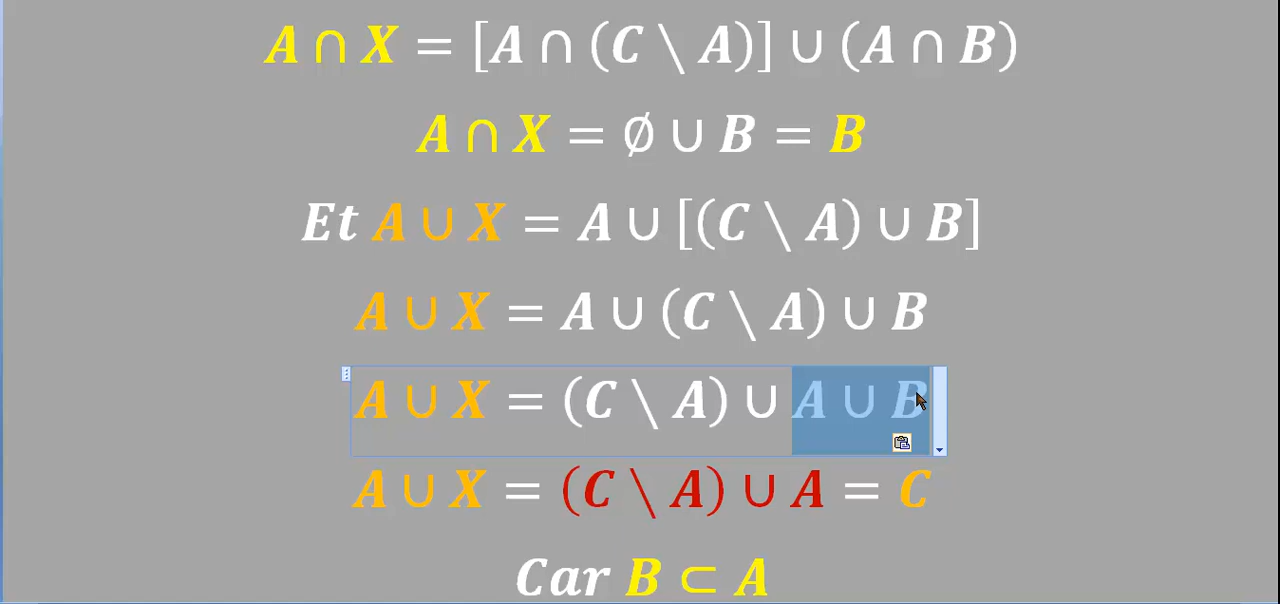 A ∩ X = [A ∩ (C \ A)] ∪ (A ∩ B)
A ∩ X = ∅ ∪ B = B
Et A ∪ X = A ∪ [(C \ A) ∪ B]
A ∪ X = A ∪ (C \ A) ∪ B
A ∪ X = (C \ A) ∪ A ∪ B
A ∪ X = (C \ A) ∪ A = C
Car B ⊂ A